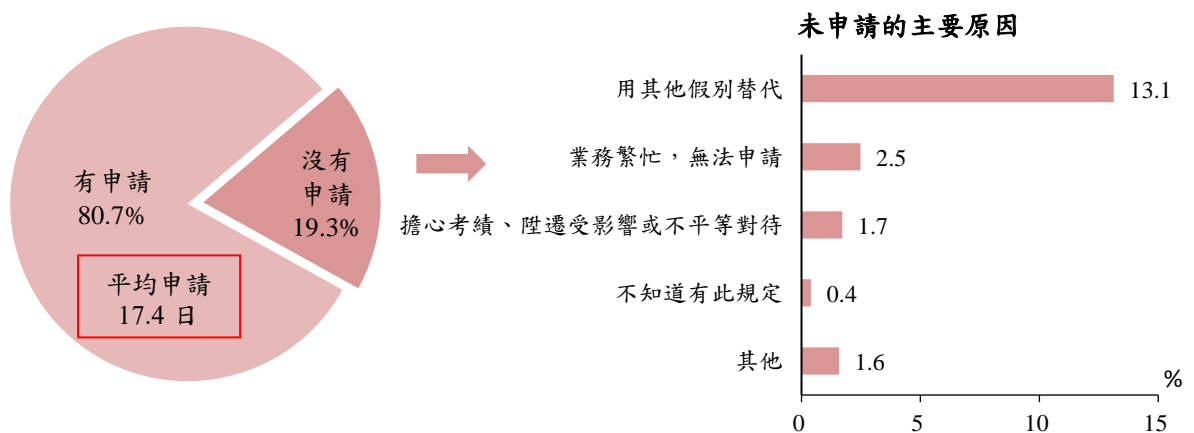 未申請的主要原因
有申請
80.7%
平均申請
17.4 日
沒有
申請
19.3%
用其他假別替代
13.1
業務繁忙，無法申請
2.5
擔心考績、陞遷受影響或不平等對待
1.7
不知道有此規定
0.4
其他
1.6
%
0
5
10
15